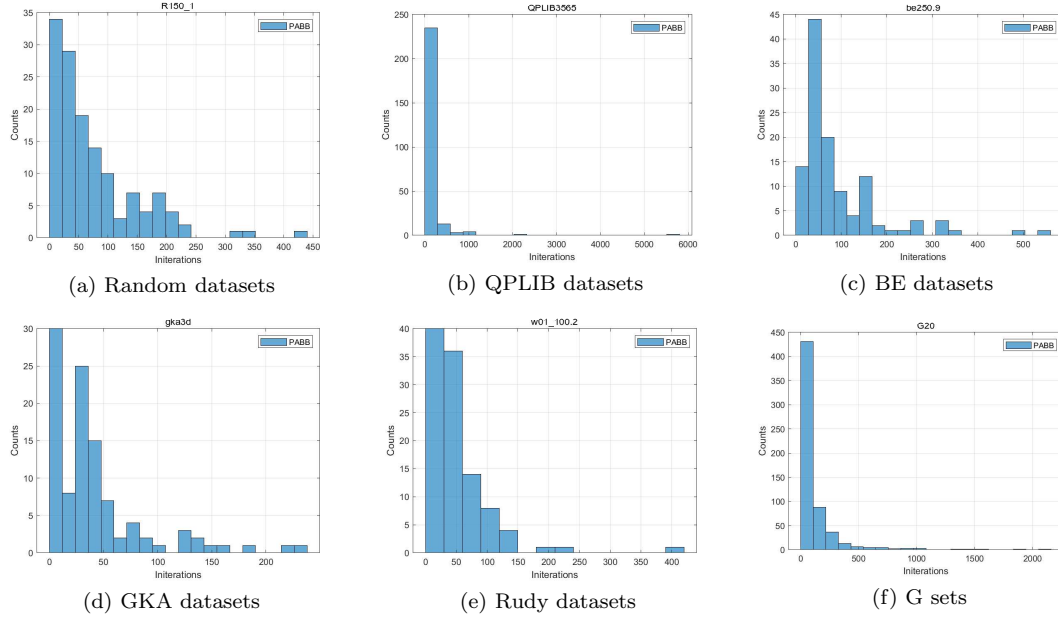 R150_1
PABB
35
30
25
20
15
10
5
0
Counts
0 50 100 150 200 250 300 350 400 450
Initerations
(a) Random datasets
QPLIB3565
PABB
250
200
150
100
50
0
Counts
0 1000 2000 3000 4000 5000 6000
Initerations
(b) QPLIB datasets
be250.9
PABB
45
40
35
30
25
20
15
10
5
0
Counts
0 100 200 300 400 500
Initerations
(c) BE datasets
gka3d
PABB
30
25
20
15
10
5
0
Counts
0 50 100 150 200
Initerations
(d) GKA datasets
w01_100.2
PABB
40
35
30
25
20
15
10
5
0
Counts
0 50 100 150 200 250 300 350 400
Initerations
(e) Rudy datasets
G20
PABB
450
400
350
300
250
200
150
100
50
0
Counts
0 500 1000 1500 2000
Initerations
(f) G sets